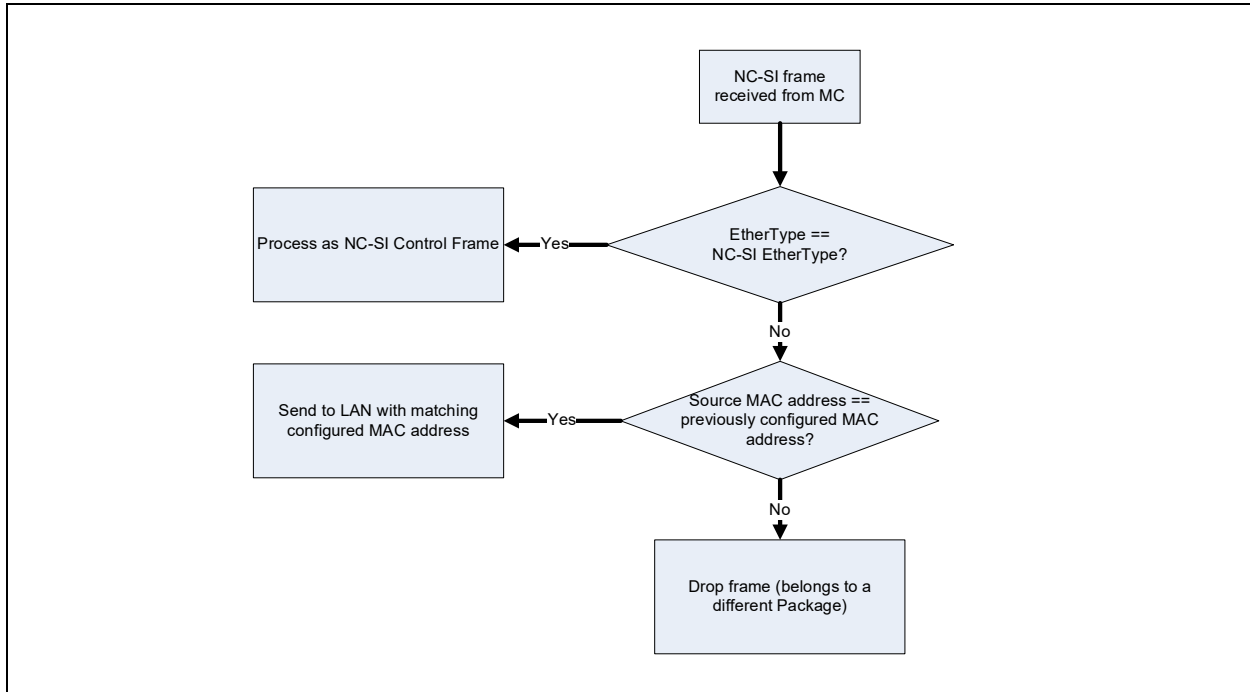 NC-SI frame
received from MC
EtherType ==
NC-SI EtherType?
Yes
Process as NC-SI Control Frame
No
Source MAC address ==
previously configured MAC
address?
Yes
Send to LAN with matching
configured MAC address
No
Drop frame (belongs to a
different Package)